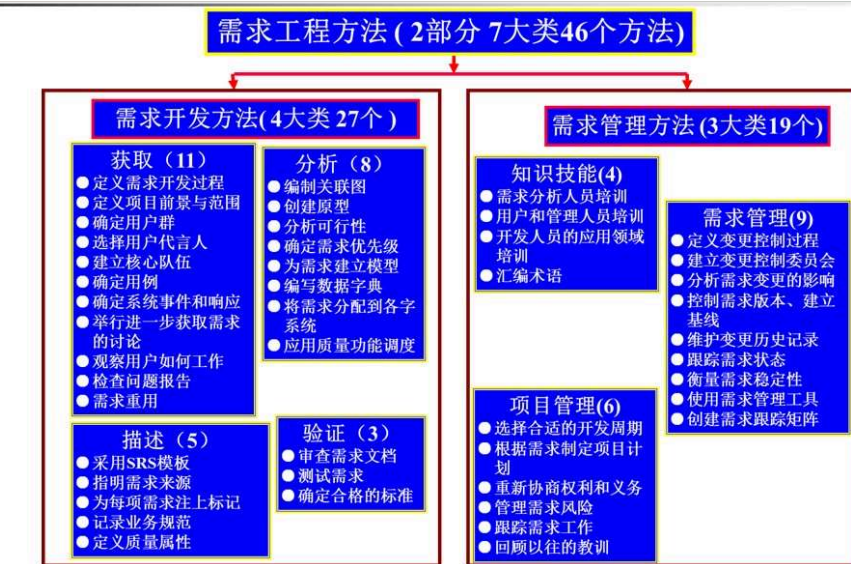 需求工程方法 ( 2部分 7大类46个方法)
需求开发方法( 4大类 27个 )
获取（11）
●定义需求开发过程
●定义项目前景与范围
●确定用户群
●选择用户代言人
●建立核心队伍
●确定用例
●确定系统事件和响应
●举行进一步获取需求
的讨论
●观察用户如何工作
●检查问题报告
●需求重用
分析（8）
●编制关联图
●创建原型
●分析可行性
●确定需求优先级
●为需求建立模型
●编写数据字典
●将需求分配到各字
系统
●应用质量功能调度
描述（5）
●采用SRS模板
●指明需求来源
●为每项需求注上标记
●记录业务规范
●定义质量属性
验证（3）
●审查需求文档
●测试需求
●确定合格的标准
需求管理方法 (3大类19个)
知识技能(4)
●需求分析人员培训
●用户和管理人员培训
●开发人员的应用领域
培训
●汇编术语
需求管理(9)
●定义变更控制过程
●建立变更控制委员会
●分析需求变更的影响
●控制需求版本、建立
基线
●维护变更历史记录
●跟踪需求状态
●衡量需求稳定性
●使用需求管理工具
●创建需求跟踪矩阵
项目管理(6)
●选择合适的开发周期
●根据需求制定项目计
划
●重新协商权利和义务
●管理需求风险
●跟踪需求工作
●回顾以往的教训